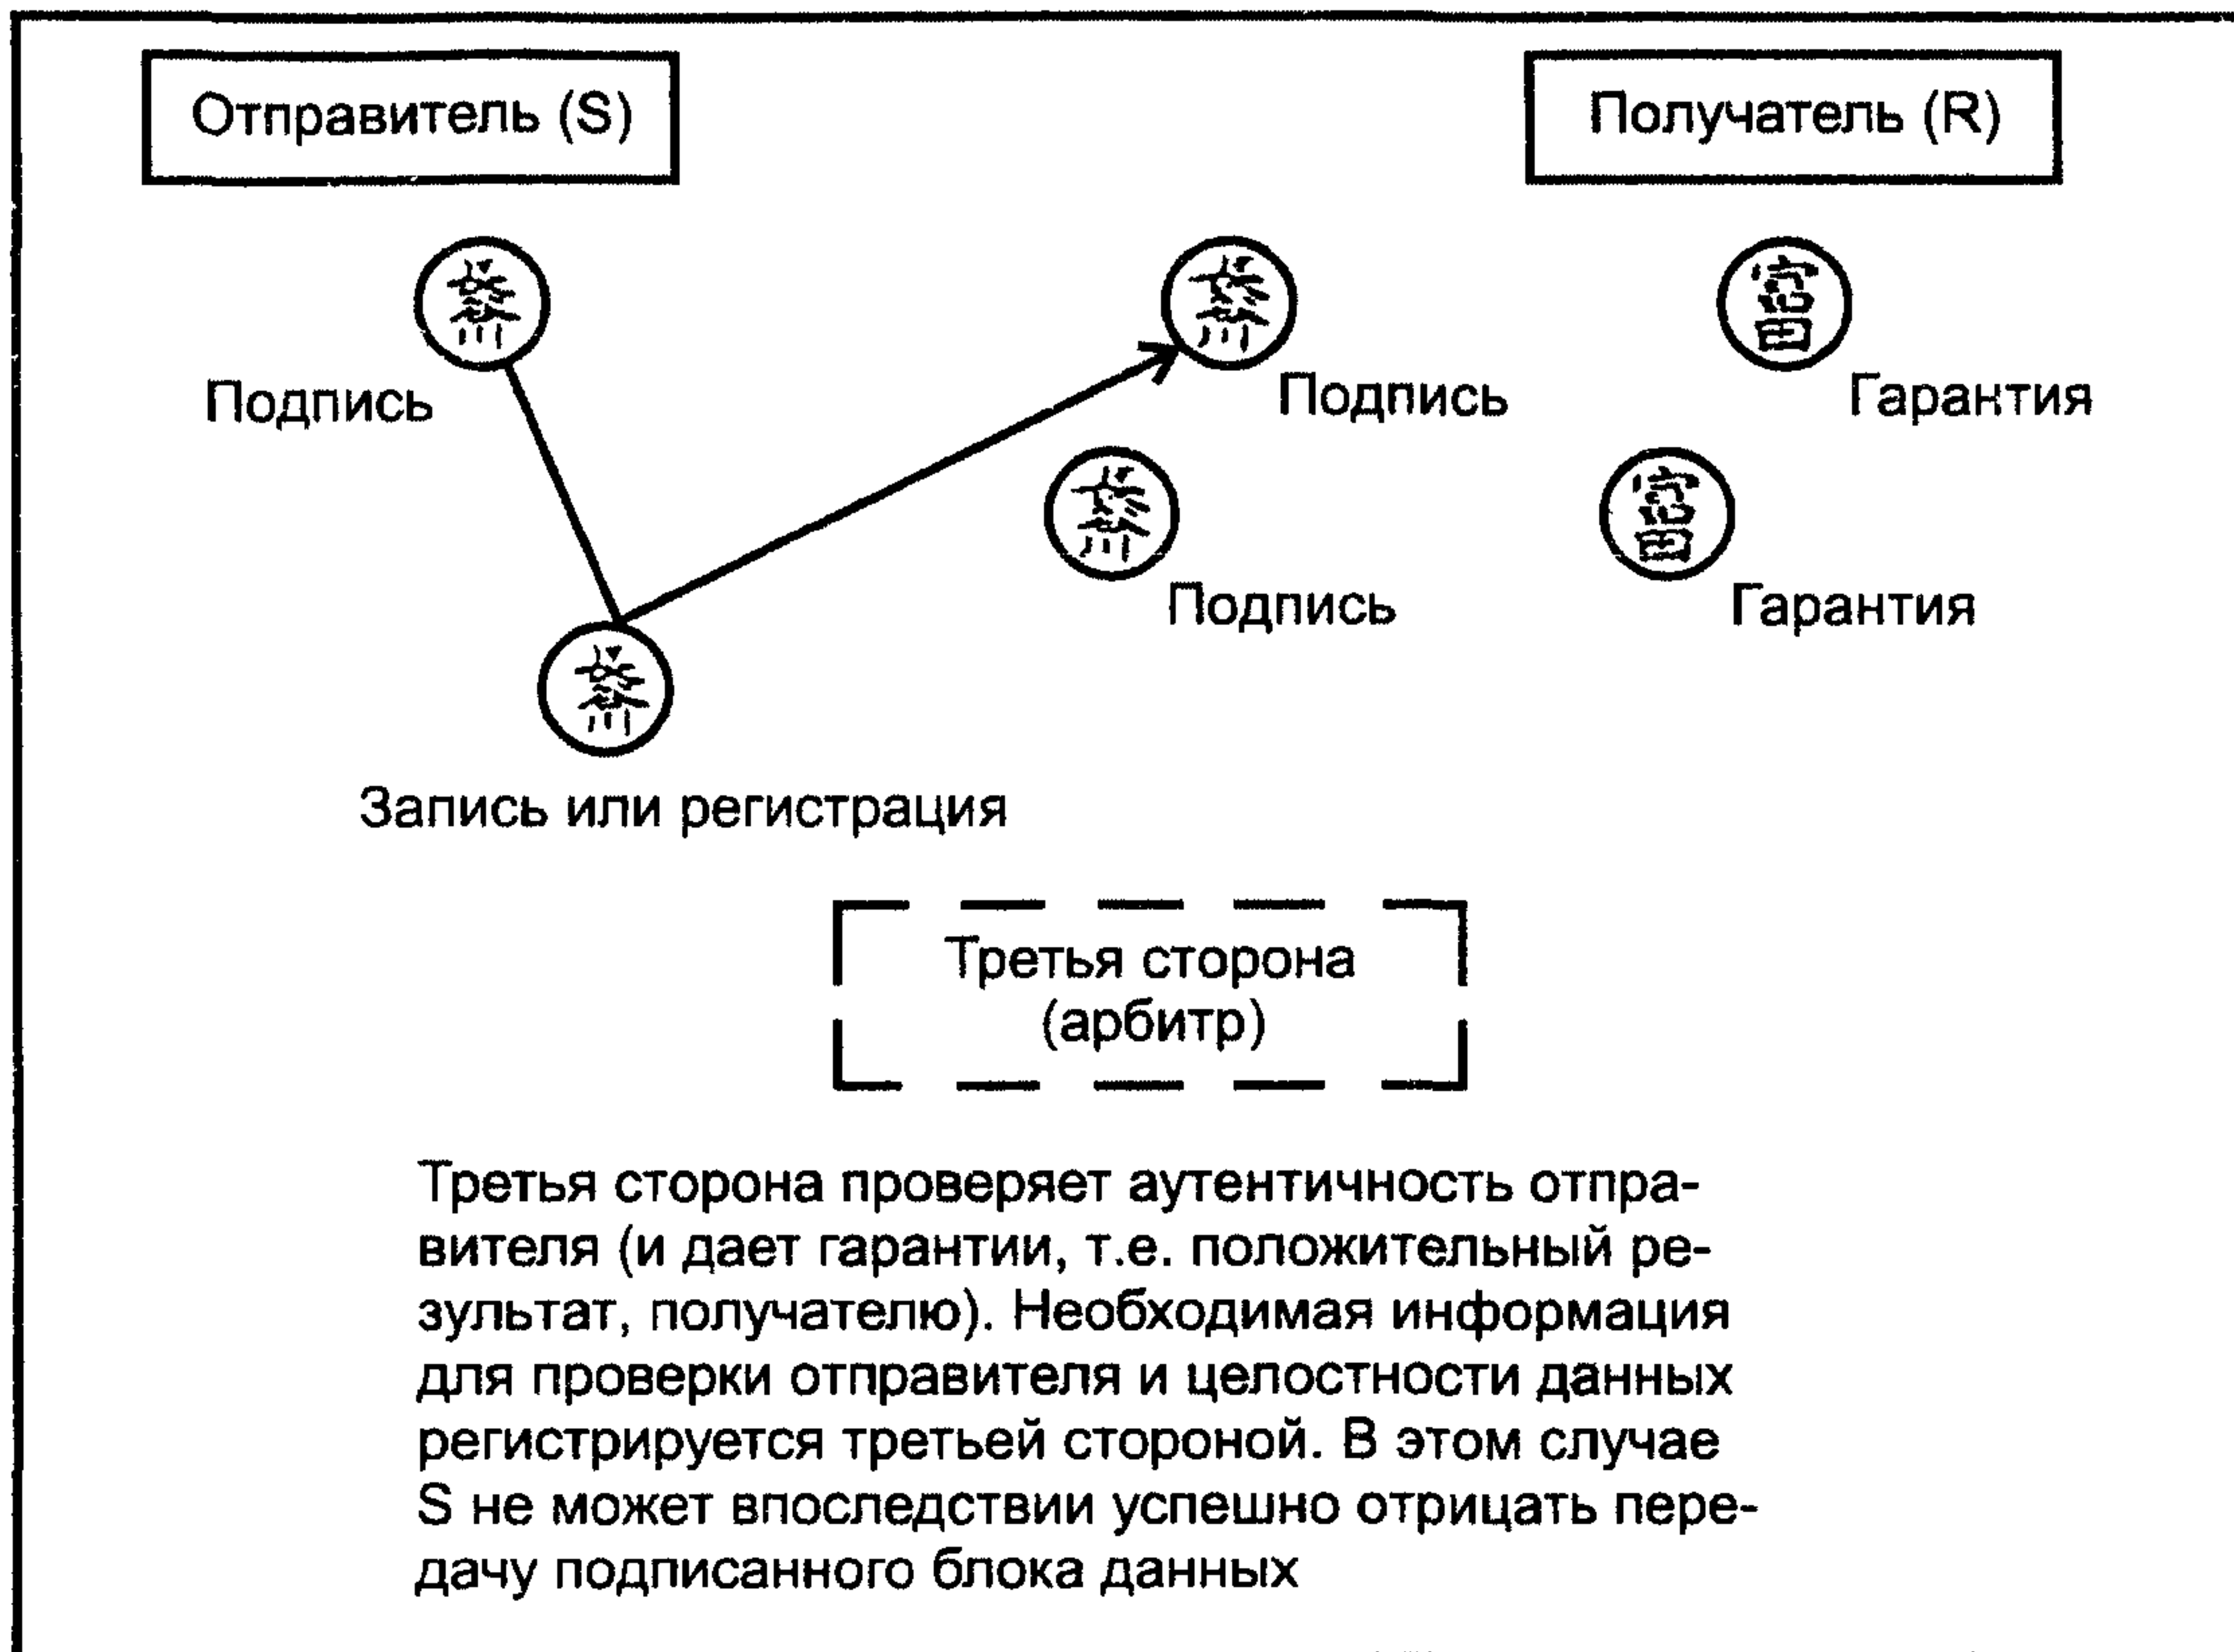 Отправитель (S)
Получатель (R)
Подпись
Подпись
Гарантия
Подпись
Гарантия
Запись или регистрация
Третья сторона
(арбитр)
Третья сторона проверяет аутентичность отпра-
вителя (и дает гарантии, т.е. положительный ре-
зультат, получателю). Необходимая информация
для проверки отправителя и целостности данных
регистрируется третьей стороной. В этом случае
S не может впоследствии успешно отрицать пере-
дачу подписанного блока данных